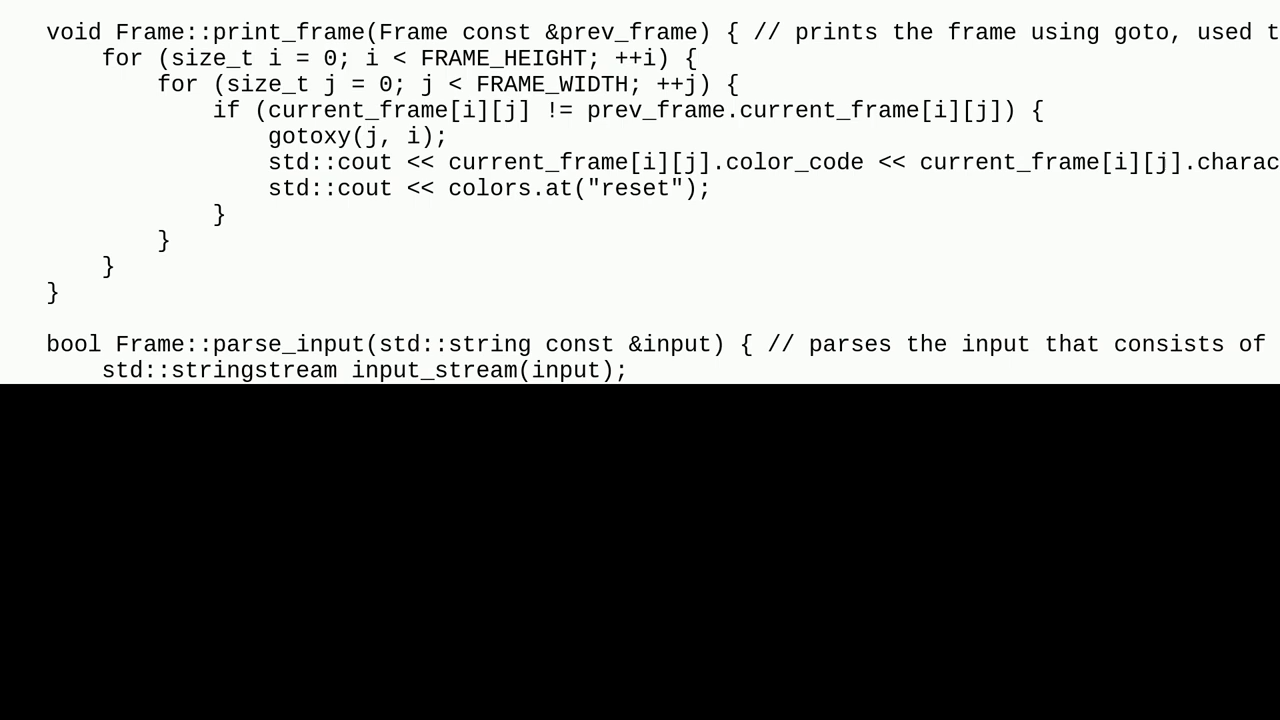 void Frame::print_frame(Frame const &prev_frame) { // prints the frame using goto, used
    for (size_t i = 0; i < FRAME_HEIGHT; ++i) {
        for (size_t j = 0; j < FRAME_WIDTH; ++j) {
            if (current_frame[i][j] != prev_frame.current_frame[i][j]) {
                gotoxy(j, i);
                std::cout << current_frame[i][j].color_code << current_frame[i][j].charac
                std::cout << colors.at("reset");
            }
        }
    }
}

bool Frame::parse_input(std::string const &input) { // parses the input that consists of
    std::stringstream input_stream(input);